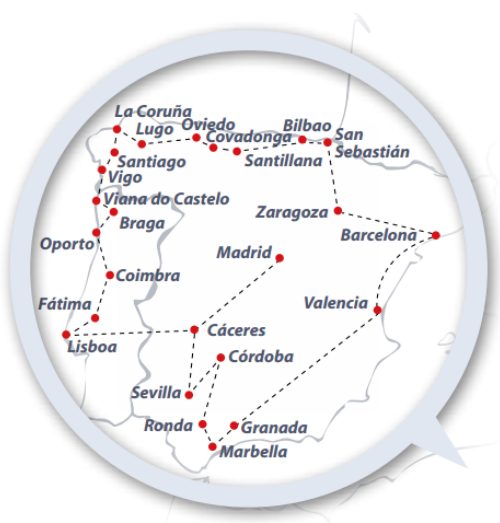 La Coruña
Oviedo
Bilbao
Lugo
Covadonga
San
Sebastián
Santiago
Santillana
Vigo
Viana do Castelo
Braga
Zaragoza
Oporto
Barcelona
Madrid
Coimbra
Fátima
Valencia
Cáceres
Lisboa
Córdoba
Sevilla
Ronda
Granada
Marbella